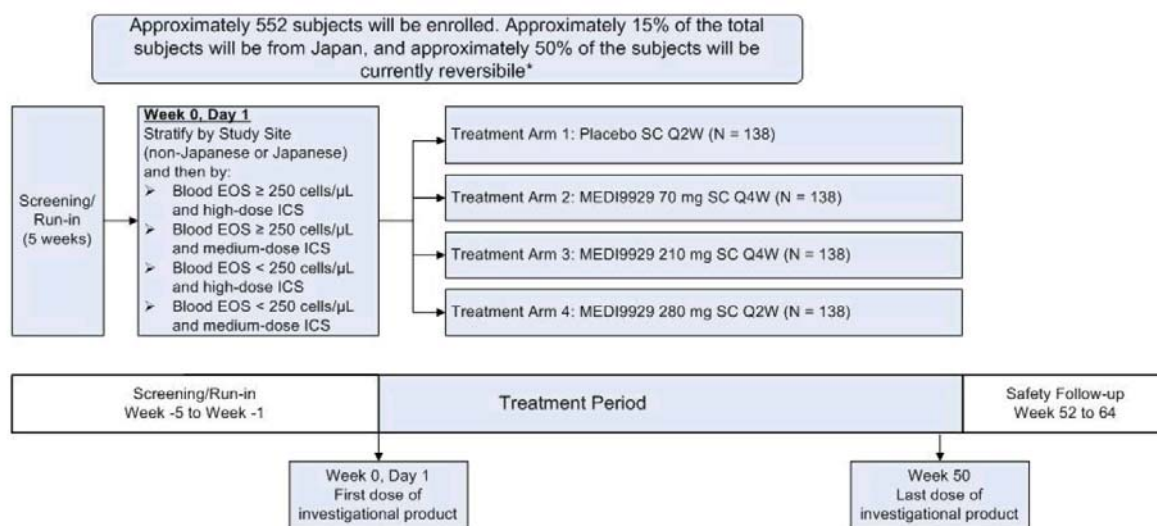 Approximately 552 subjects will be enrolled. Approximately 15% of the total
subjects will be from Japan, and approximately 50% of the subjects will be
currently reversibile*
Screening/
Run-in
(5 weeks)
Week 0, Day 1
Stratify by Study Site
(non-Japanese or Japanese)
and then by:
➢ Blood EOS ≥ 250 cells/µL
and high-dose ICS
➢ Blood EOS ≥ 250 cells/µL
and medium-dose ICS
➢ Blood EOS < 250 cells/µL
high-dose ICS
➢ Blood EOS < 250 cells/µL
and medium-dose ICS
Treatment Arm 1: Placebo SC Q2W (N = 138)
Treatment Arm 2: MEDI9929 70 mg SC Q4W (N = 138)
Treatment Arm 3: MEDI9929 210 mg SC Q4W (N = 138)
Treatment Arm 4: MEDI9929 280 mg SC Q2W (N = 138)
Screening/Run-in
Week -5 to Week -1
Treatment Period
Safety Follow-up
Week 52 to 64
Week 0, Day 1
First dose of
investigational product
Week 50
Last dose of
investigational product